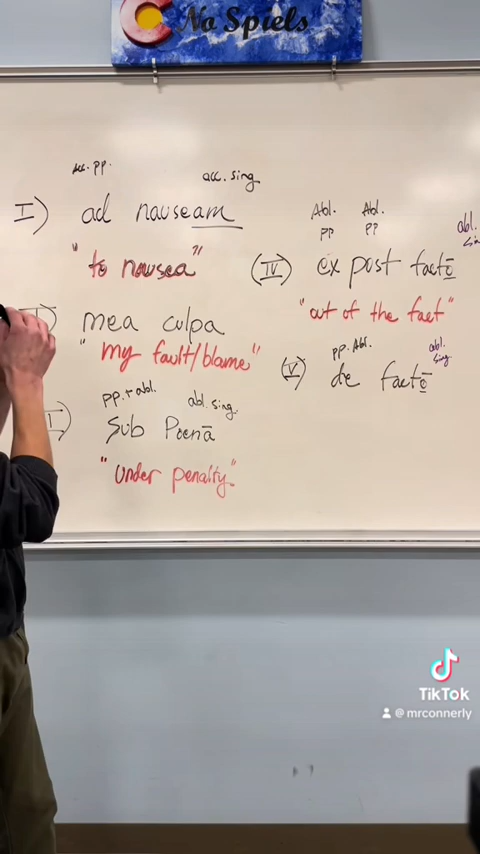 No Spiels
acc. pp.
acc. sing
I) ad nauseam
"to nausea"
mea culpa
"my fault/blame"
pp. + abl.
abl. sing.
Sub Poenā
"under penalty"
Abl. Abl.
PP PP
abl.
(IV) ex post factō
"out of the fact"
pp. Abl.
abl.
sing
(V) de factō
TikTok
@mrconnerly